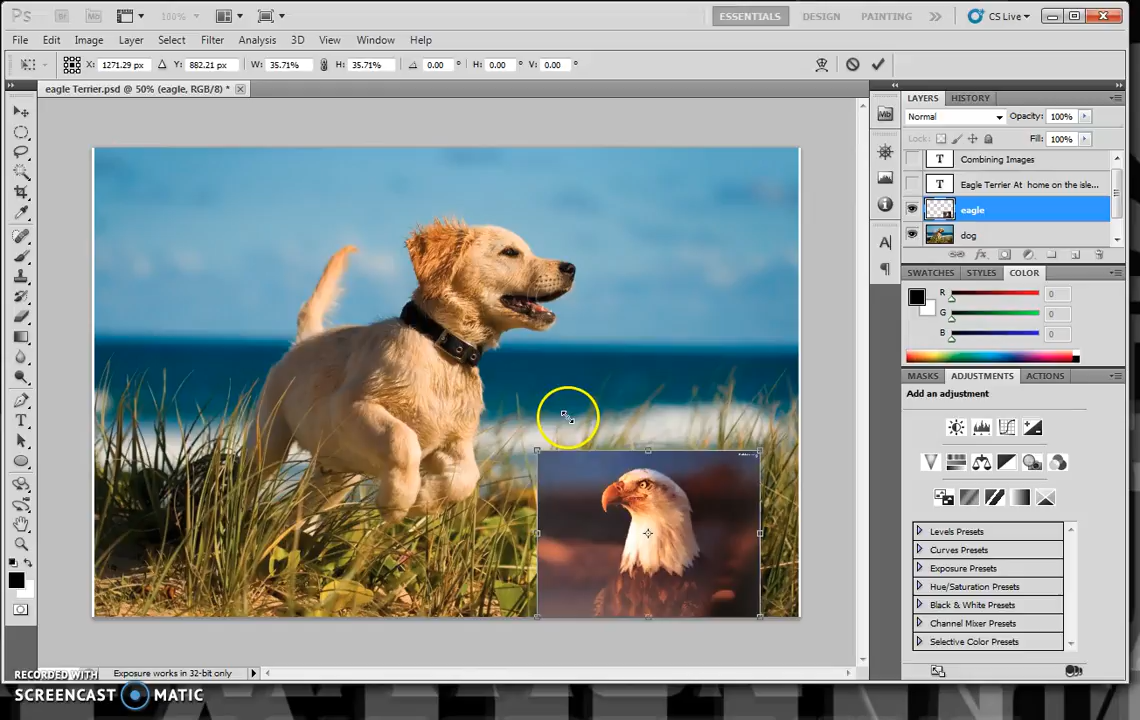 Ps Br Mb 100% ESSENTIALS DESIGN PAINTING CS Live
File Edit Image Layer Select Filter Analysis 3D View Window Help
X: 1271.29 px Y: 882.21 px W: 35.71% H: 35.71% 0.00 ° H: 0.00 ° V: 0.00 °
eagle Terrier.psd @ 50% (eagle, RGB/8) *
LAYERS HISTORY
Normal Opacity: 100%
Lock: Fill: 100%
T Combining Images
T Eagle Terrier At home on the isle...
eagle
dog
fx
SWATCHES STYLES COLOR
R 0
G 0
B 0
MASKS ADJUSTMENTS ACTIONS
Add an adjustment
Levels Presets
Curves Presets
Exposure Presets
Hue/Saturation Presets
Black & White Presets
Channel Mixer Presets
Selective Color Presets
Mb
A
T
Exposure works in 32-bit only
RECORDED WITH
SCREENCAST MATIC